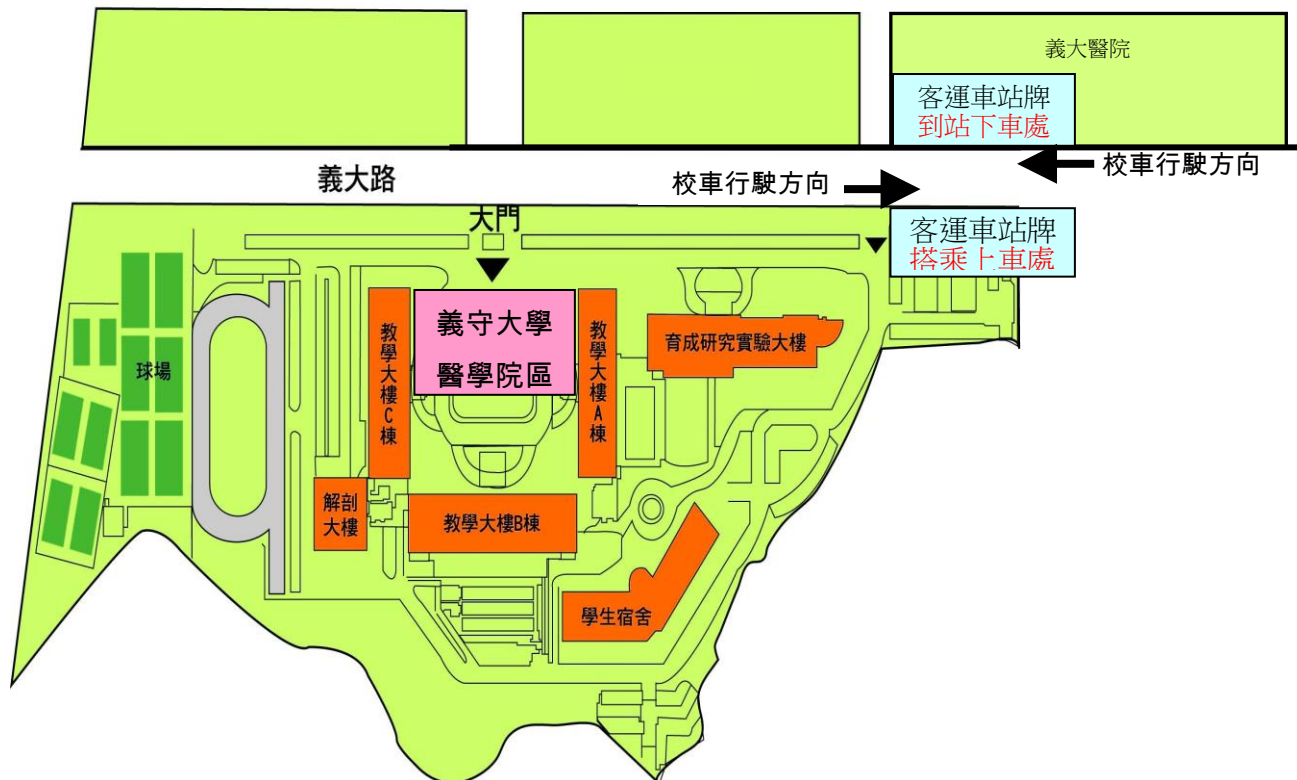 義大醫院
客運車站牌
到站下車處
校車行駛方向
義大路
校車行駛方向
大門
客運車站牌
搭乘上車處
義守大學
醫學院區
教學大樓C棟
教學大樓A棟
育成研究實驗大樓
球場
解剖
大樓
教學大樓B棟
學生宿舍